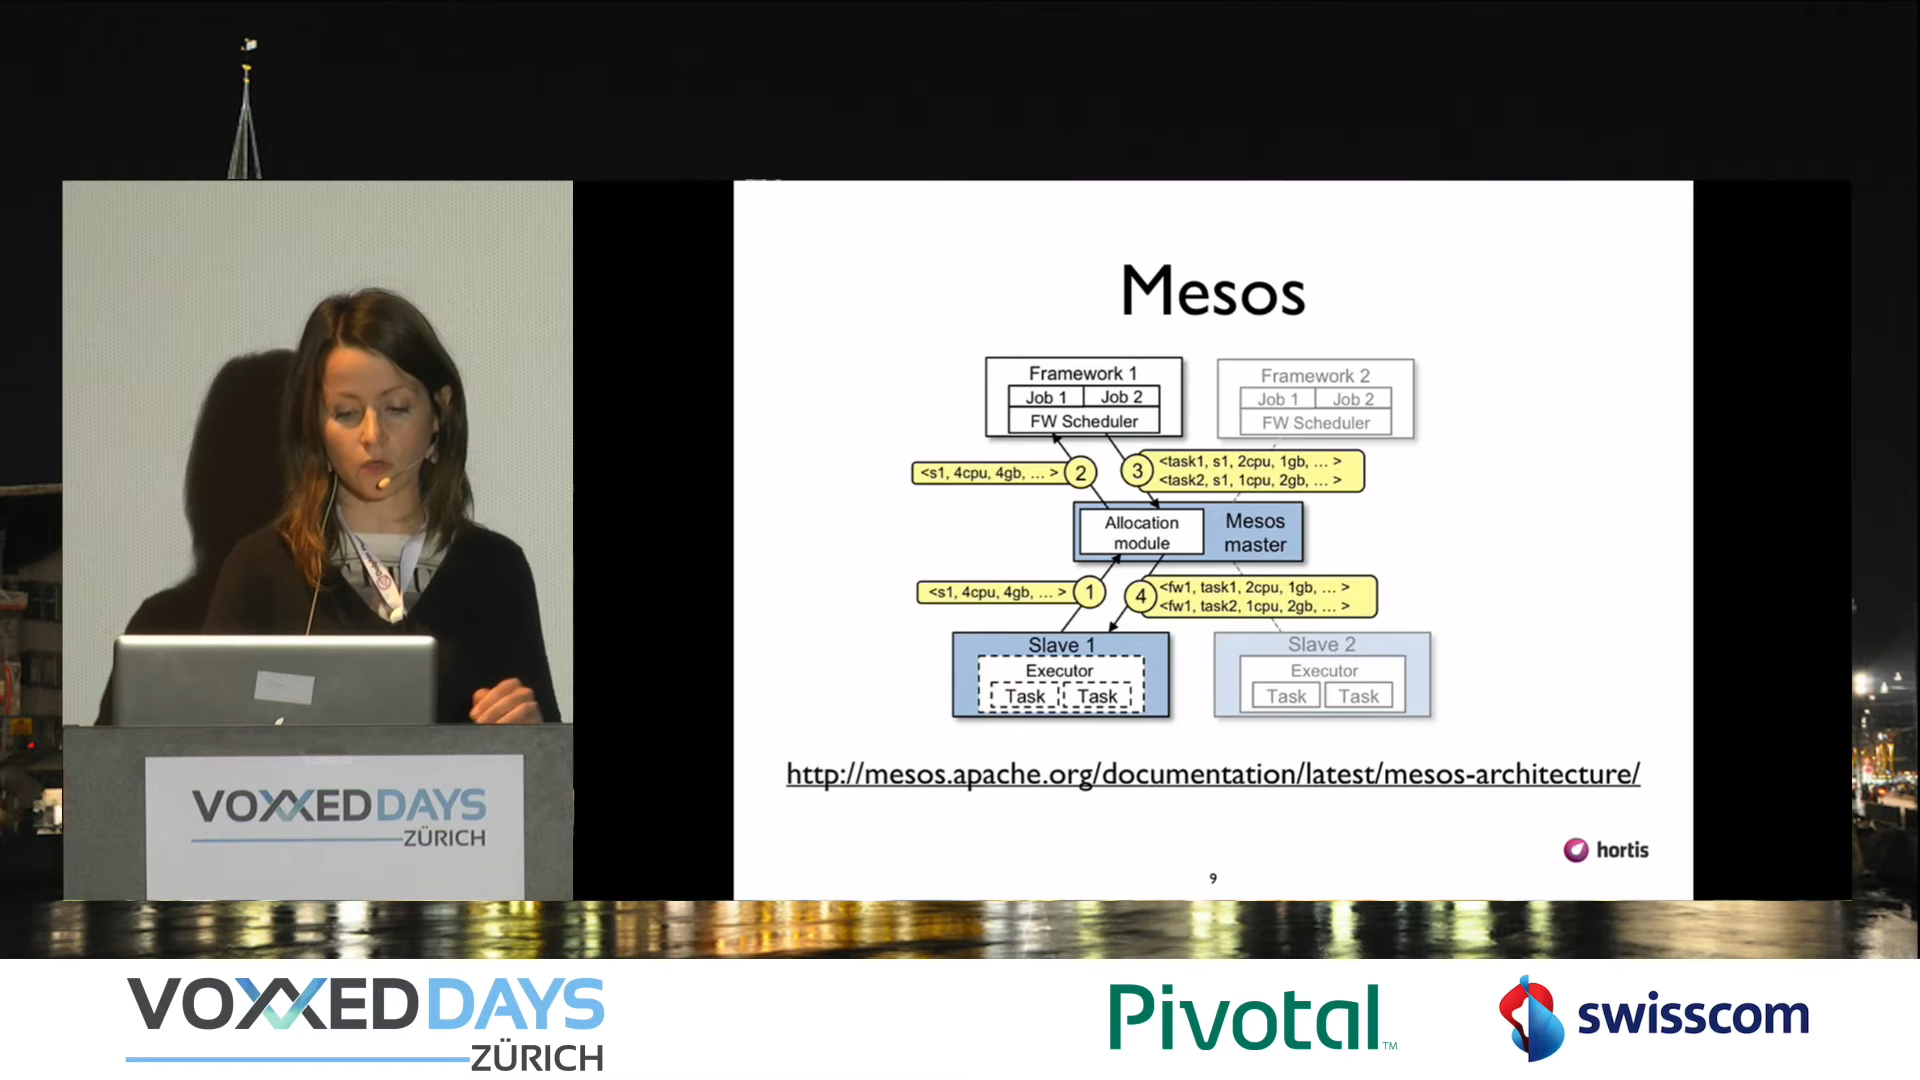 Mesos
Framework 1
Job 1 Job 2
FW Scheduler
Framework 2
Job 1 Job 2
FW Scheduler
<s1, 4cpu, 4gb, ... >
2
3
<task1, s1, 2cpu, 1gb, ... >
<task2, s1, 1cpu, 2gb, ... >
Allocation
module
Mesos
master
<s1, 4cpu, 4gb, ... >
1
4
<fw1, task1, 2cpu, 1gb, ... >
<fw1, task2, 1cpu, 2gb, ... >
Slave 1
Executor
Task Task
Slave 2
Executor
Task Task
http://mesos.apache.org/documentation/latest/mesos-architecture/
hortis
9
VOXXED DAYS
ZÜRICH
VOXXED DAYS
ZÜRICH
Pivotal™
swisscom